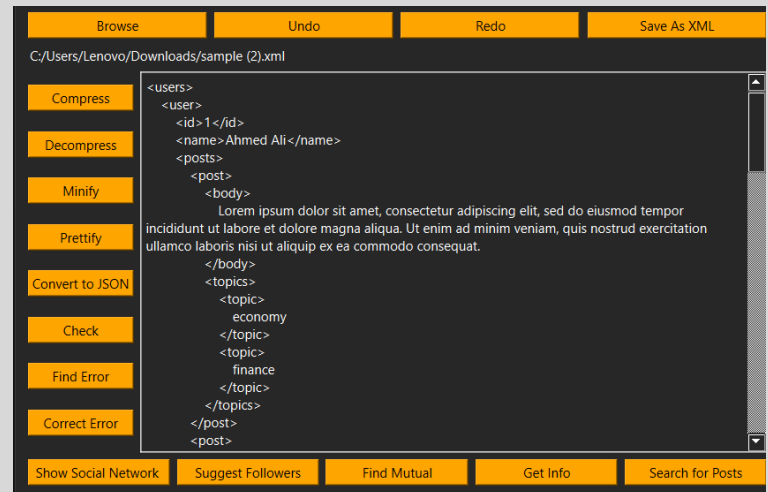 Browse Undo Redo Save As XML
C:/Users/Lenovo/Downloads/sample (2).xml
Compress
Decompress
Minify
Prettify
Convert to JSON
Check
Find Error
Correct Error
<users>
<user>
<id>1</id>
<name>Ahmed Ali</name>
<posts>
<post>
<body>
Lorem ipsum dolor sit amet, consectetur adipiscing elit, sed do eiusmod tempor
incididunt ut labore et dolore magna aliqua. Ut enim ad minim veniam, quis nostrud exercitation
ullamco laboris nisi ut aliquip ex ea commodo consequat.
</body>
<topics>
<topic>
economy
</topic>
<topic>
finance
</topic>
</topics>
</post>
<post>
Show Social Network Suggest Followers Find Mutual Get Info Search for Posts